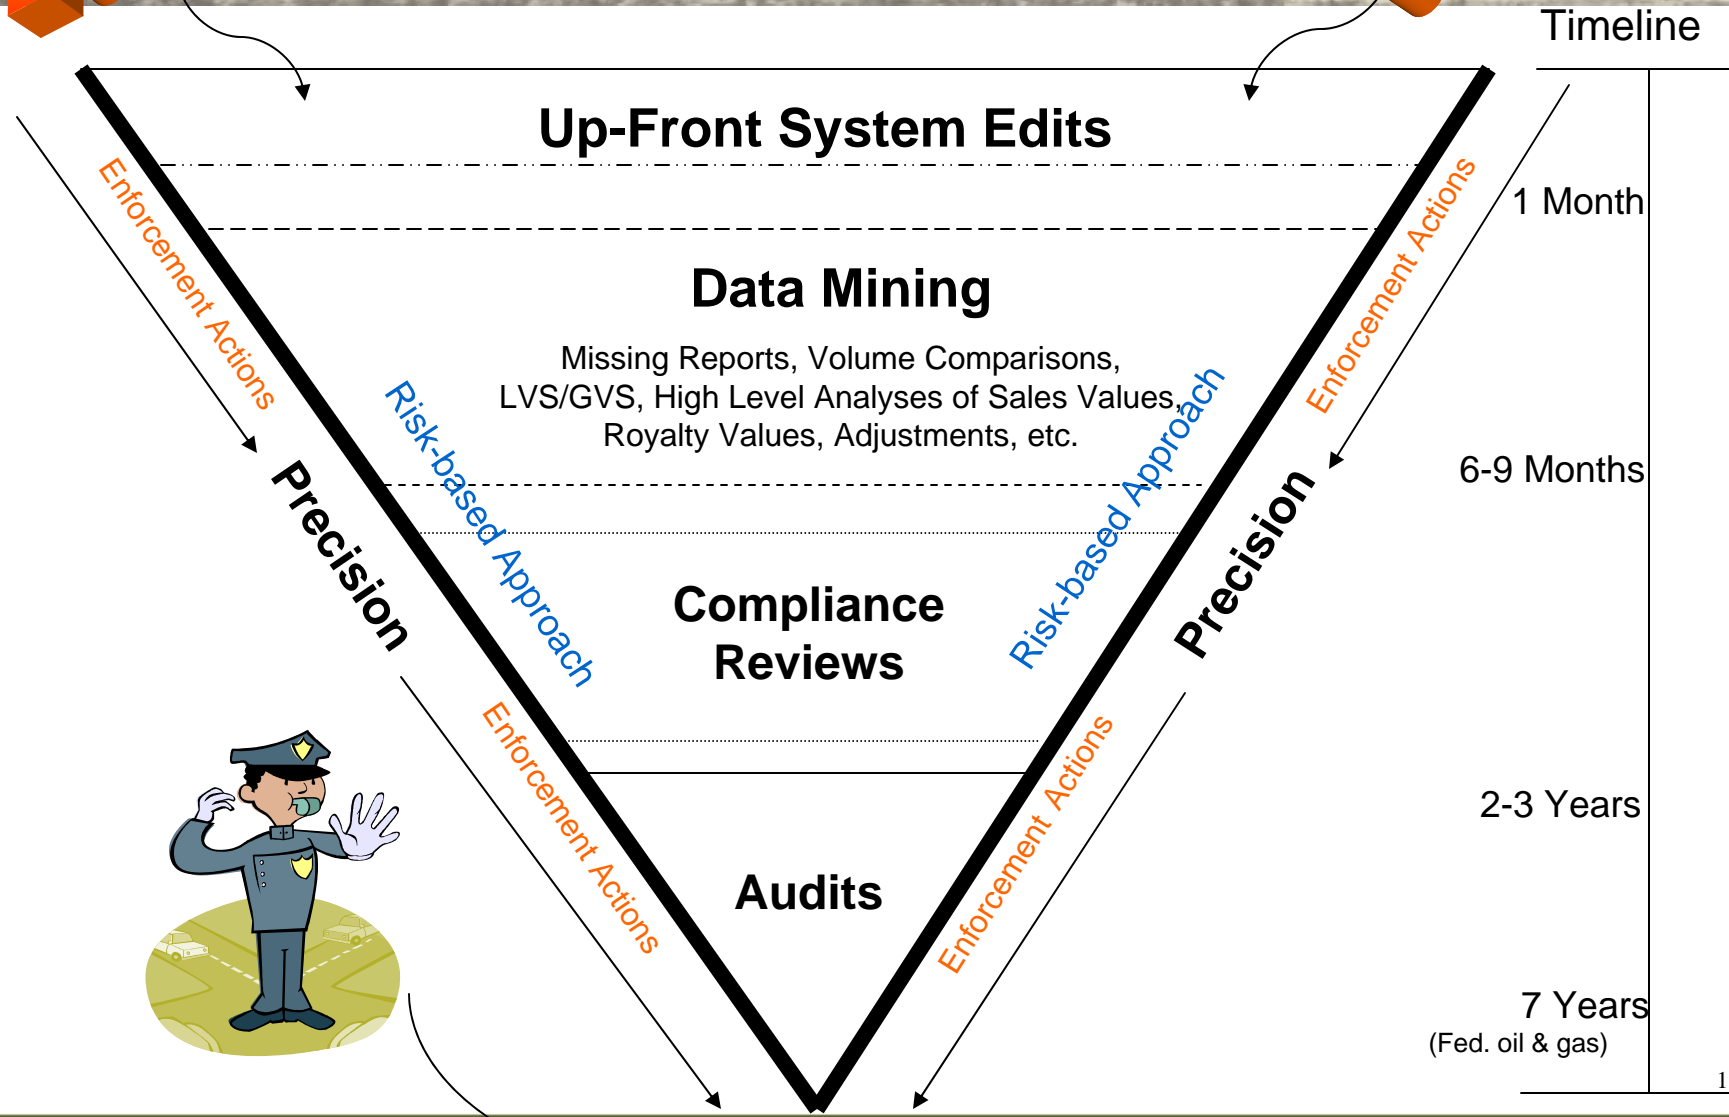 Timeline
Up-Front System Edits
Enforcement Actions
Enforcement Actions
1 Month
Data Mining
Missing Reports, Volume Comparisons,
LVS/GVS, High Level Analyses of Sales Values,
Royalty Values, Adjustments, etc.
Risk-based Approach
Risk-based Approach
6-9 Months
Precision
Precision
Compliance
Reviews
Enforcement Actions
Enforcement Actions
2-3 Years
Audits
7 Years
(Fed. oil & gas)
1